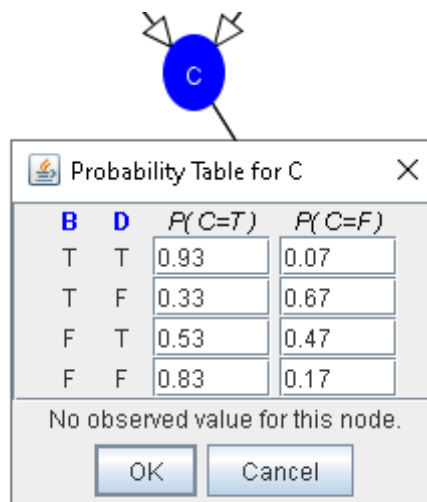 C
Probability Table for C
B D P(C=T) P(C=F)
T T 0.93 0.07
T F 0.33 0.67
F T 0.53 0.47
F F 0.83 0.17
No observed value for this node.
OK Cancel